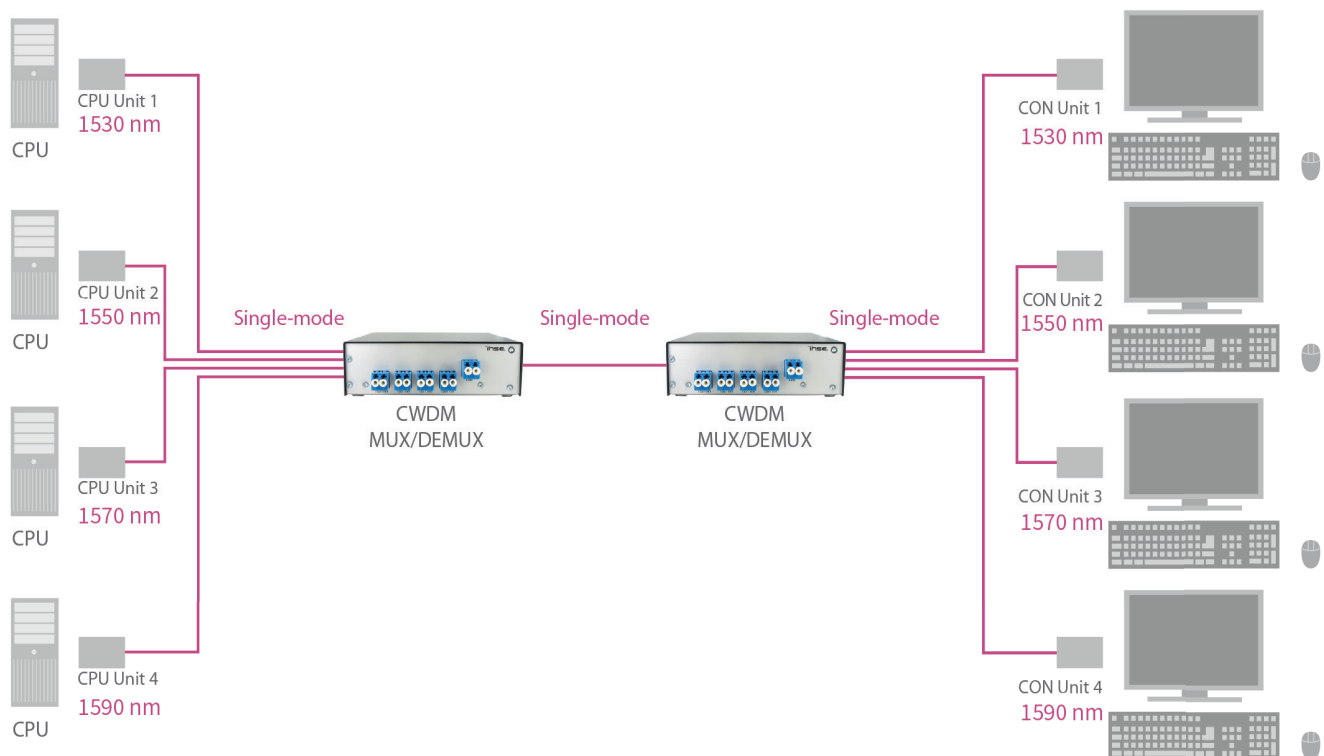 CPU Unit 1
1530 nm
CPU
CON Unit 1
1530 nm
CPU Unit 2
1550 nm
CPU
CON Unit 2
1550 nm
Single-mode
Single-mode
Single-mode
ihse.
ihse.
CWDM
MUX/DEMUX
CWDM
MUX/DEMUX
CPU Unit 3
1570 nm
CPU
CON Unit 3
1570 nm
CPU Unit 4
1590 nm
CPU
CON Unit 4
1590 nm